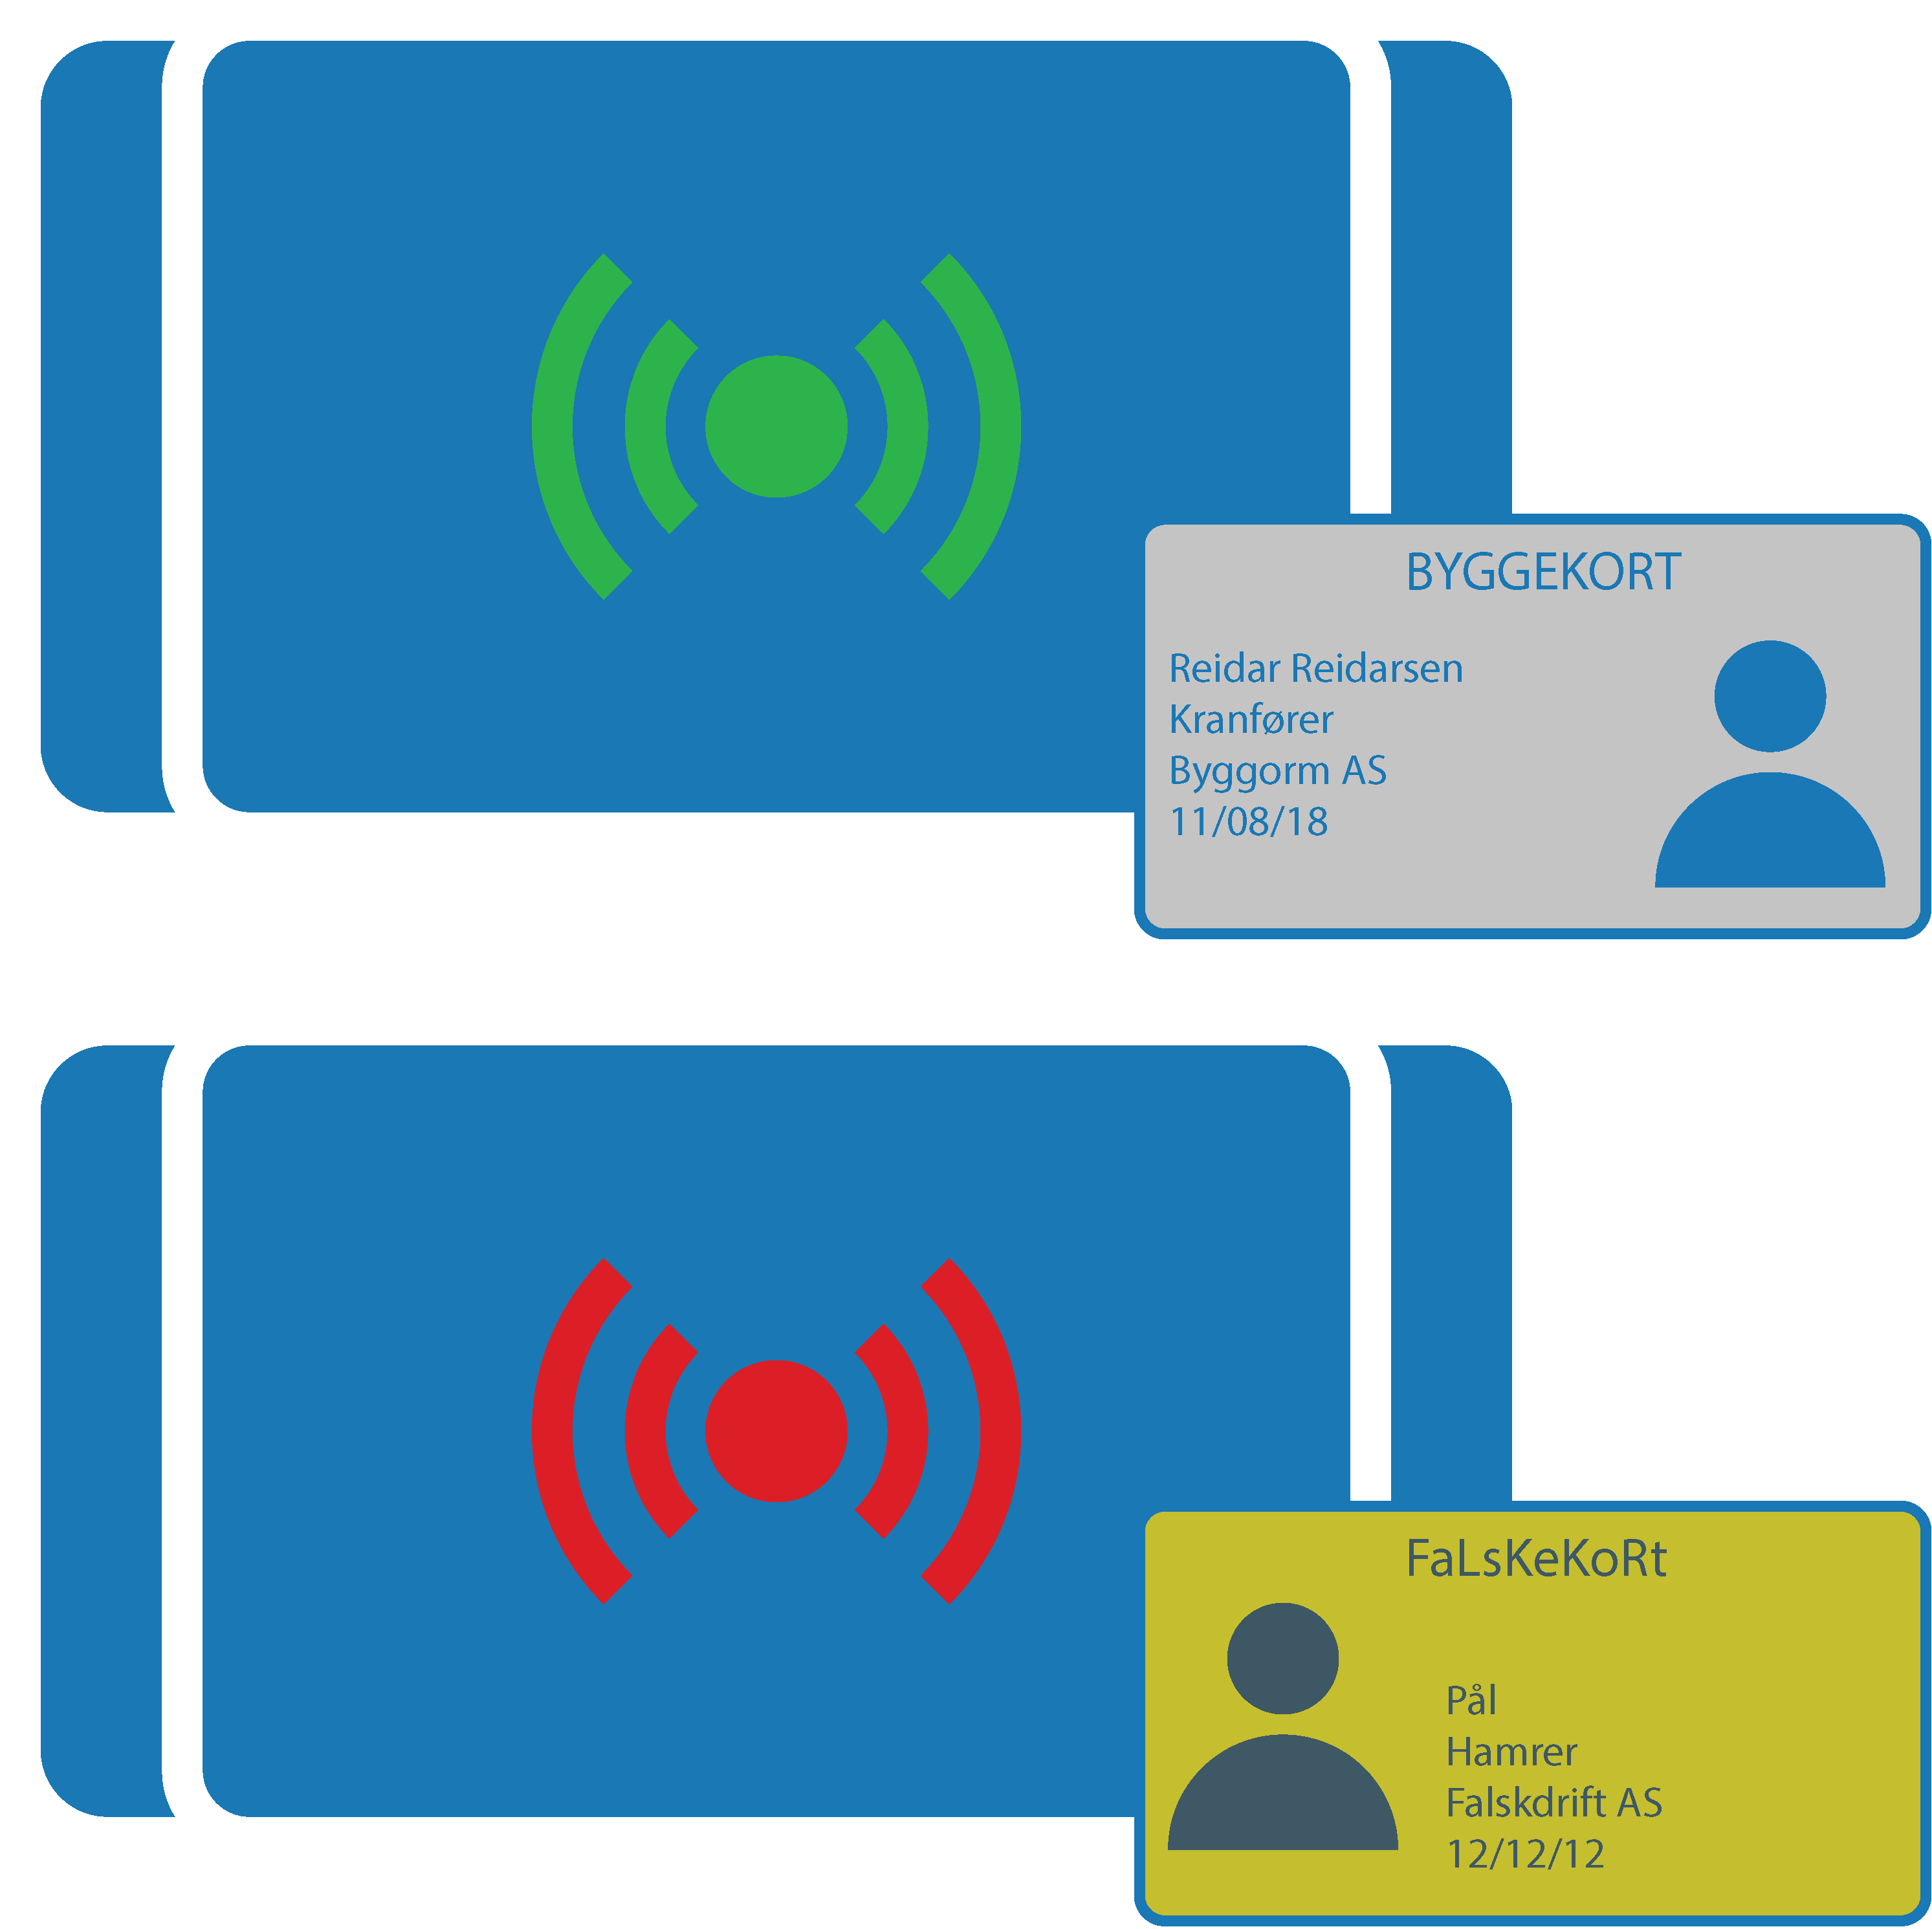 BYGGEKORT
Reidar Reidarsen
Kranfører
Byggorm AS
11/08/18
FaLsKeKoRt
Pål
Hamrer
Falskdrift AS
12/12/12